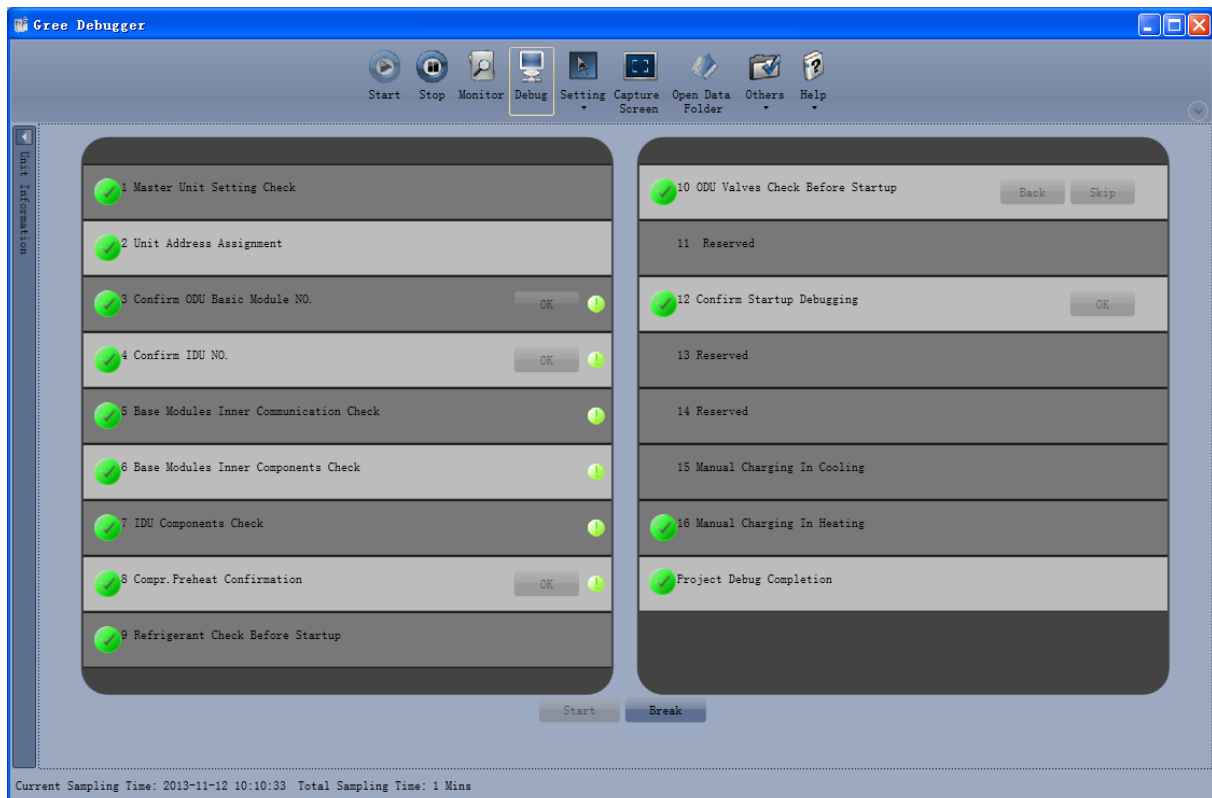 Gree Debugger
Start Stop Monitor Debug Setting Capture Screen Open Data Folder Others Help
Unit Information
1 Master Unit Setting Check
2 Unit Address Assignment
3 Confirm ODU Basic Module NO. OK
4 Confirm IDU NO. OK
5 Base Modules Inner Communication Check
6 Base Modules Inner Components Check
7 IDU Components Check
8 Compr.Preheat Confirmation OK
9 Refrigerant Check Before Startup
10 ODU Valves Check Before Startup Back Skip
11 Reserved
12 Confirm Startup Debugging OK
13 Reserved
14 Reserved
15 Manual Charging In Cooling
16 Manual Charging In Heating
Project Debug Completion
Start Break
Current Sampling Time: 2013-11-12 10:10:33 Total Sampling Time: 1 Mins